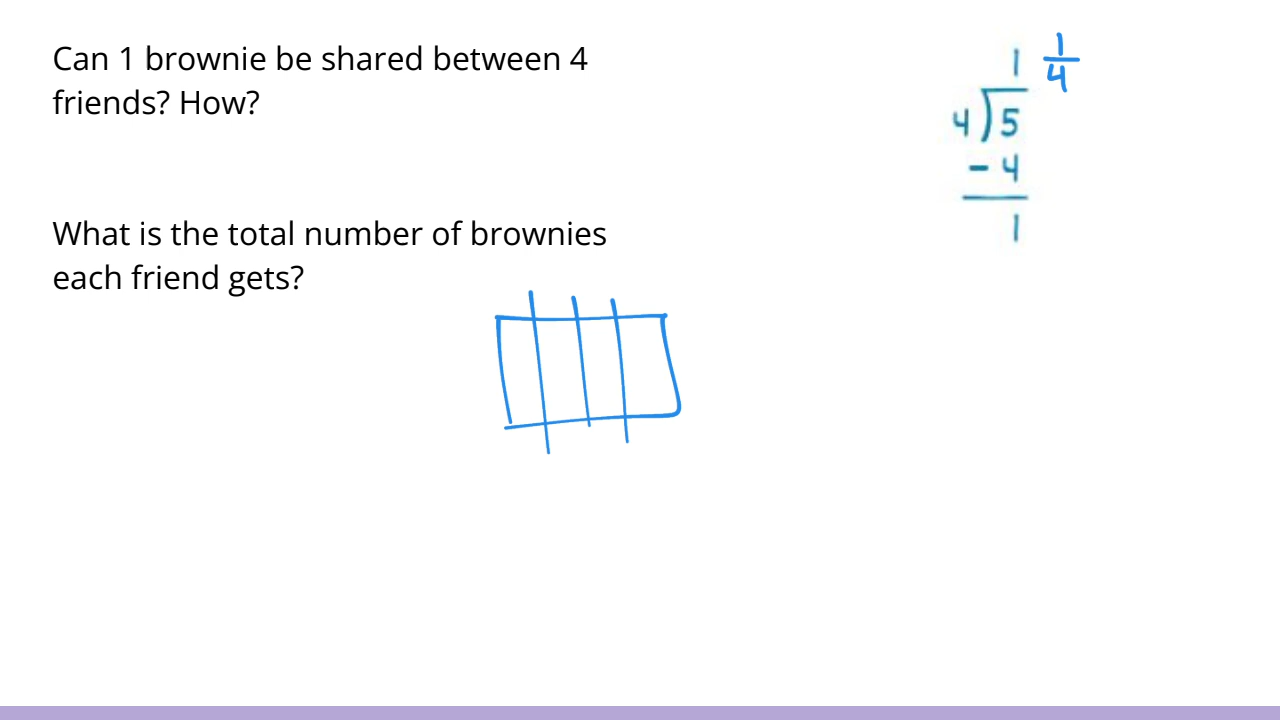 Can 1 brownie be shared between 4
friends? How?
What is the total number of brownies
each friend gets?
1 1/4
4)5
- 4
1